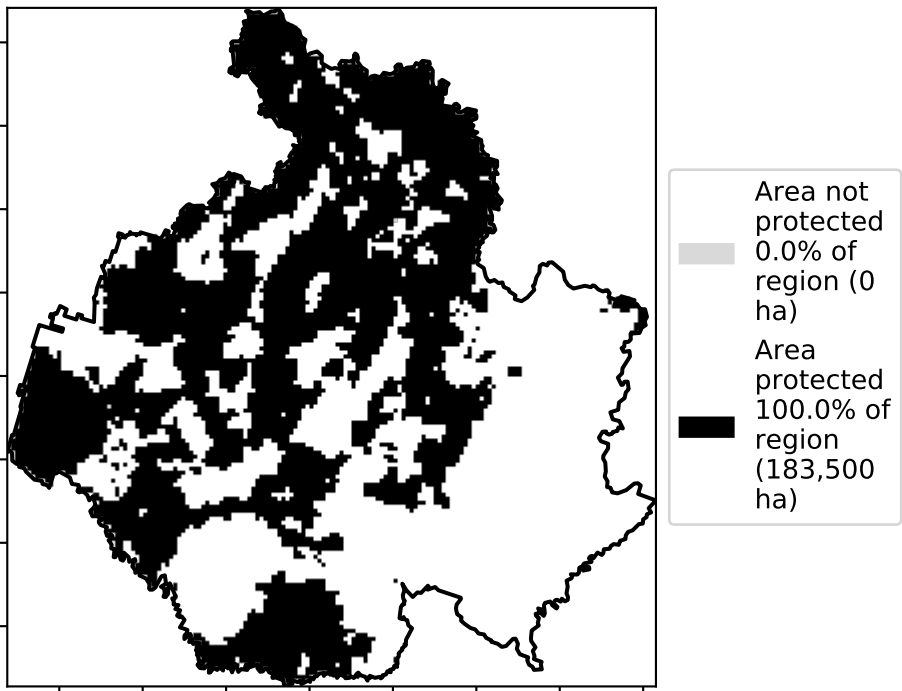 Area not
protected
0.0% of
region (0
ha)
Area
protected
100.0% of
region
(183,500
ha)